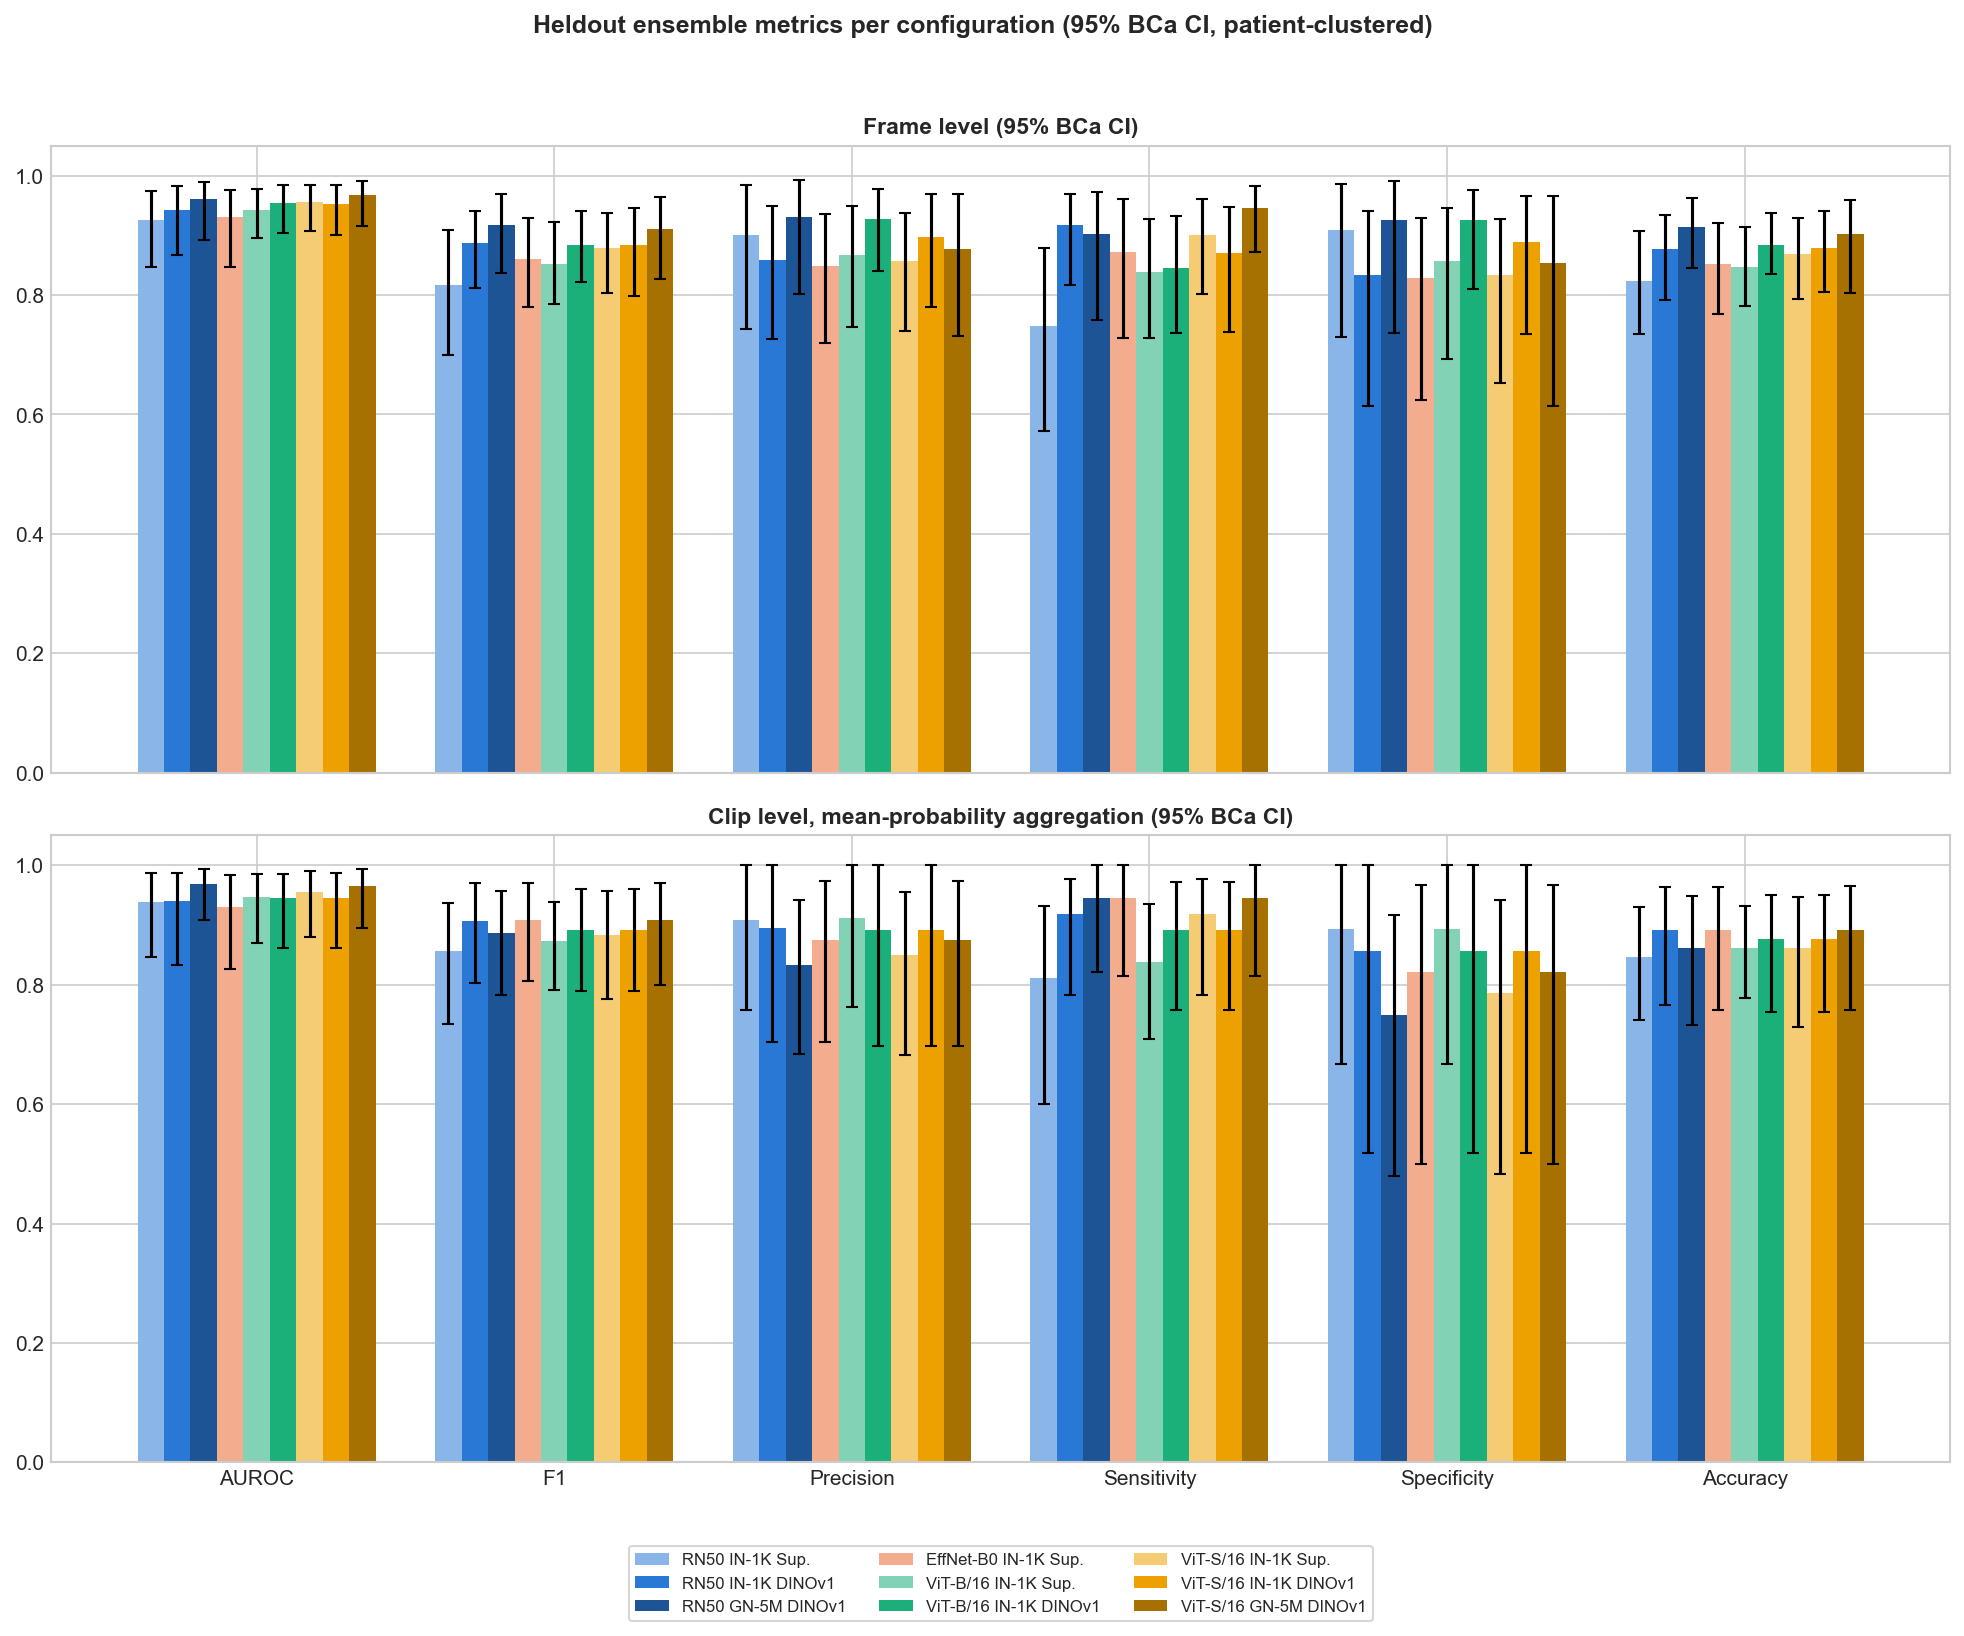 Heldout ensemble metrics per configuration (95% BCa CI, patient-clustered)
Frame level (95% BCa CI)
1.0
0.8
0.6
0.4
0.2
0.0
Clip level, mean-probability aggregation (95% BCa CI)
1.0
0.8
0.6
0.4
0.2
0.0
AUROC F1 Precision Sensitivity Specificity Accuracy
RN50 IN-1K Sup. EffNet-B0 IN-1K Sup. ViT-S/16 IN-1K Sup.
RN50 IN-1K DINOv1 ViT-B/16 IN-1K Sup. ViT-S/16 IN-1K DINOv1
RN50 GN-5M DINOv1 ViT-B/16 IN-1K DINOv1 ViT-S/16 GN-5M DINOv1